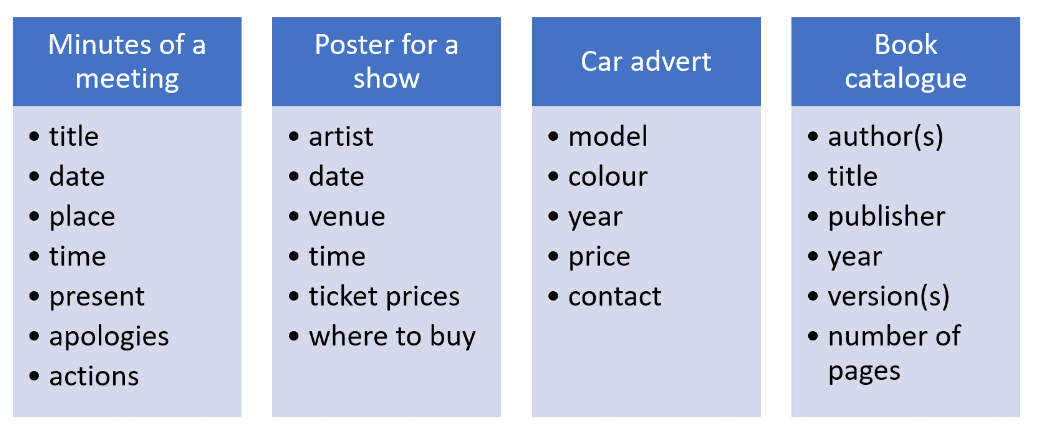 Minutes of a
meeting
• title
• date
• place
• time
• present
• apologies
• actions
Poster for a
show
• artist
• date
• venue
• time
• ticket prices
• where to buy
Car advert
• model
• colour
• year
• price
• contact
Book
catalogue
• author(s)
• title
• publisher
• year
• version(s)
• number of
pages